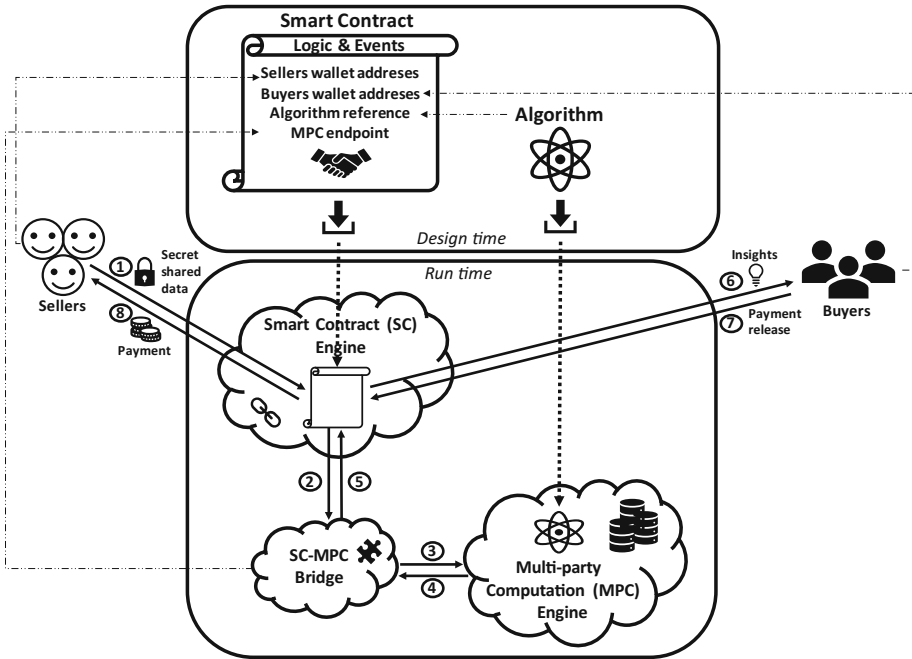 Smart Contract
Logic & Events
Sellers wallet addreses
Buyers wallet addreses
Algorithm reference
MPC endpoint
Algorithm
Design time
Run time
1
Secret
shared
data
Sellers
8
Payment
Insights
6
7
Payment
release
Buyers
Smart Contract (SC)
Engine
2
5
SC-MPC
Bridge
3
4
Multi-party
Computation (MPC)
Engine